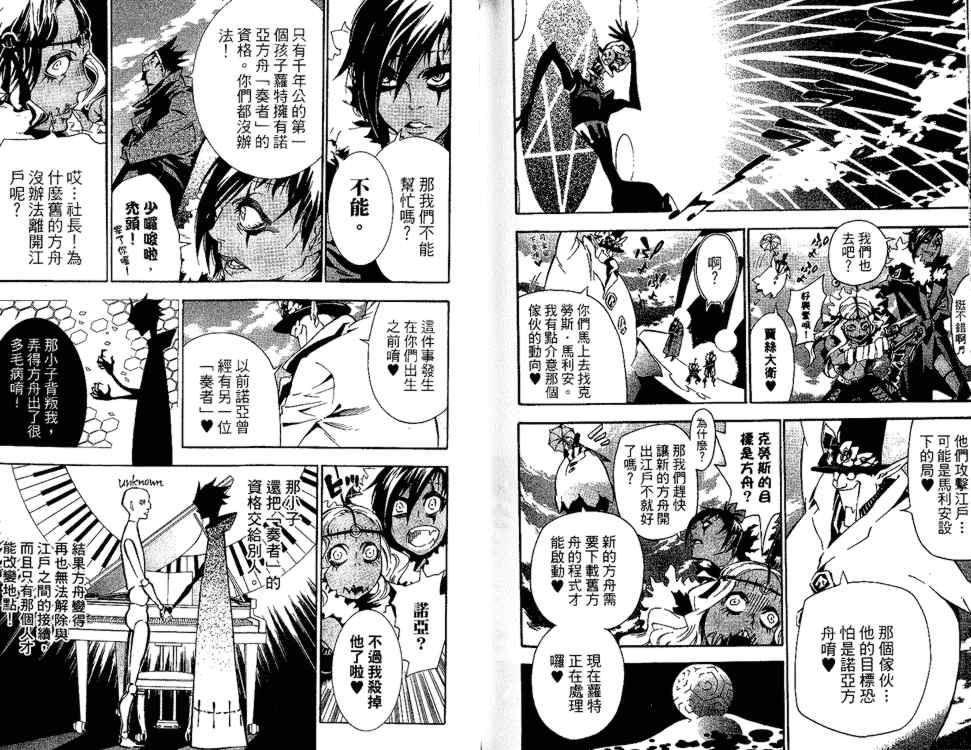 挺不錯啊♬
我們也
去吧？
好興奮唄！
賈絲大衛♥
啊？
你們馬上去找克
勞斯・馬利安。
我有點介意那個
傢伙的動向♥
他們攻擊江戶…
可能是馬利安設
下的局♥
那個傢伙…
他的目標恐
怕是諾亞方
舟唷♥
克勞斯的目
標是方舟？
為什麼？
那我們趕快
讓新的方舟開
出江戶不就好
了嗎？
新的方舟需
要下載舊方
舟的程式才
能啟動♥
現在蘿特
正在處理
囉♥
那我們不能
幫忙嗎？
不能。
只有千年公的第一
個孩子蘿特擁有諾
亞方舟「奏者」的
資格。你們都沒辦
法！
少囉唆啦，
禿頭！
哎…社長！為
什麼舊的方舟
沒辦法離開江
戶呢？
這件事發生
在你們出生
之前唷♥
以前諾亞曾
經有另一位
「奏者」♥
那小子背叛我，
弄得方舟出了很
多毛病唷！
諾亞？
不過我殺掉
他了啦♥
那小子
還把「奏者」的
資格交給別人。
unknown
結果方舟變得
再也無法解除與
江戶之間的接續，
而且只有那個人才
能改變地點！